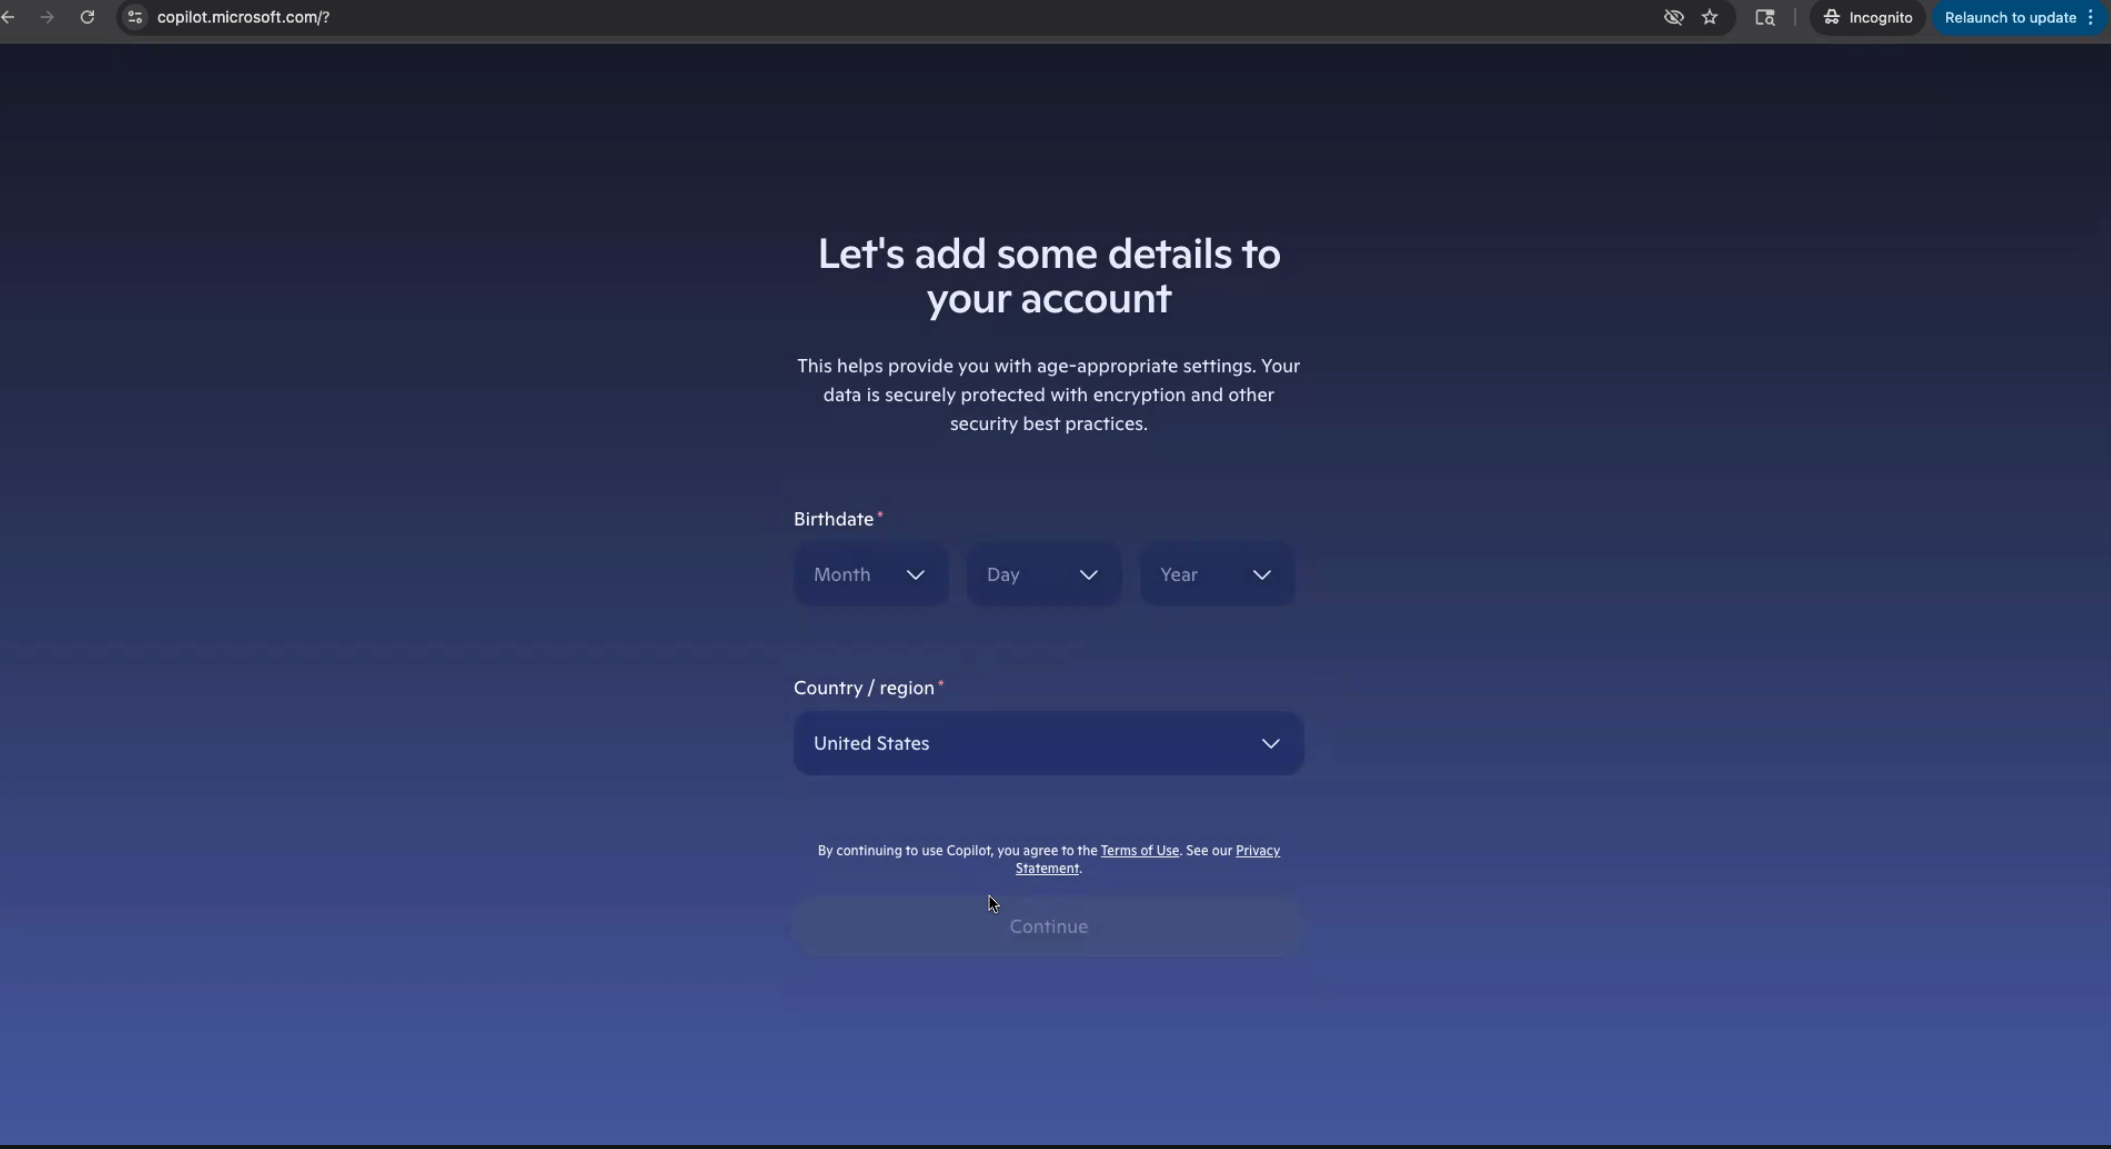 copilot.microsoft.com/?
Incognito
Relaunch to update
Let's add some details to
your account
This helps provide you with age-appropriate settings. Your
data is securely protected with encryption and other
security best practices.
Birthdate*
Month
Day
Year
Country / region*
United States
By continuing to use Copilot, you agree to the Terms of Use. See our Privacy
Statement.
Continue